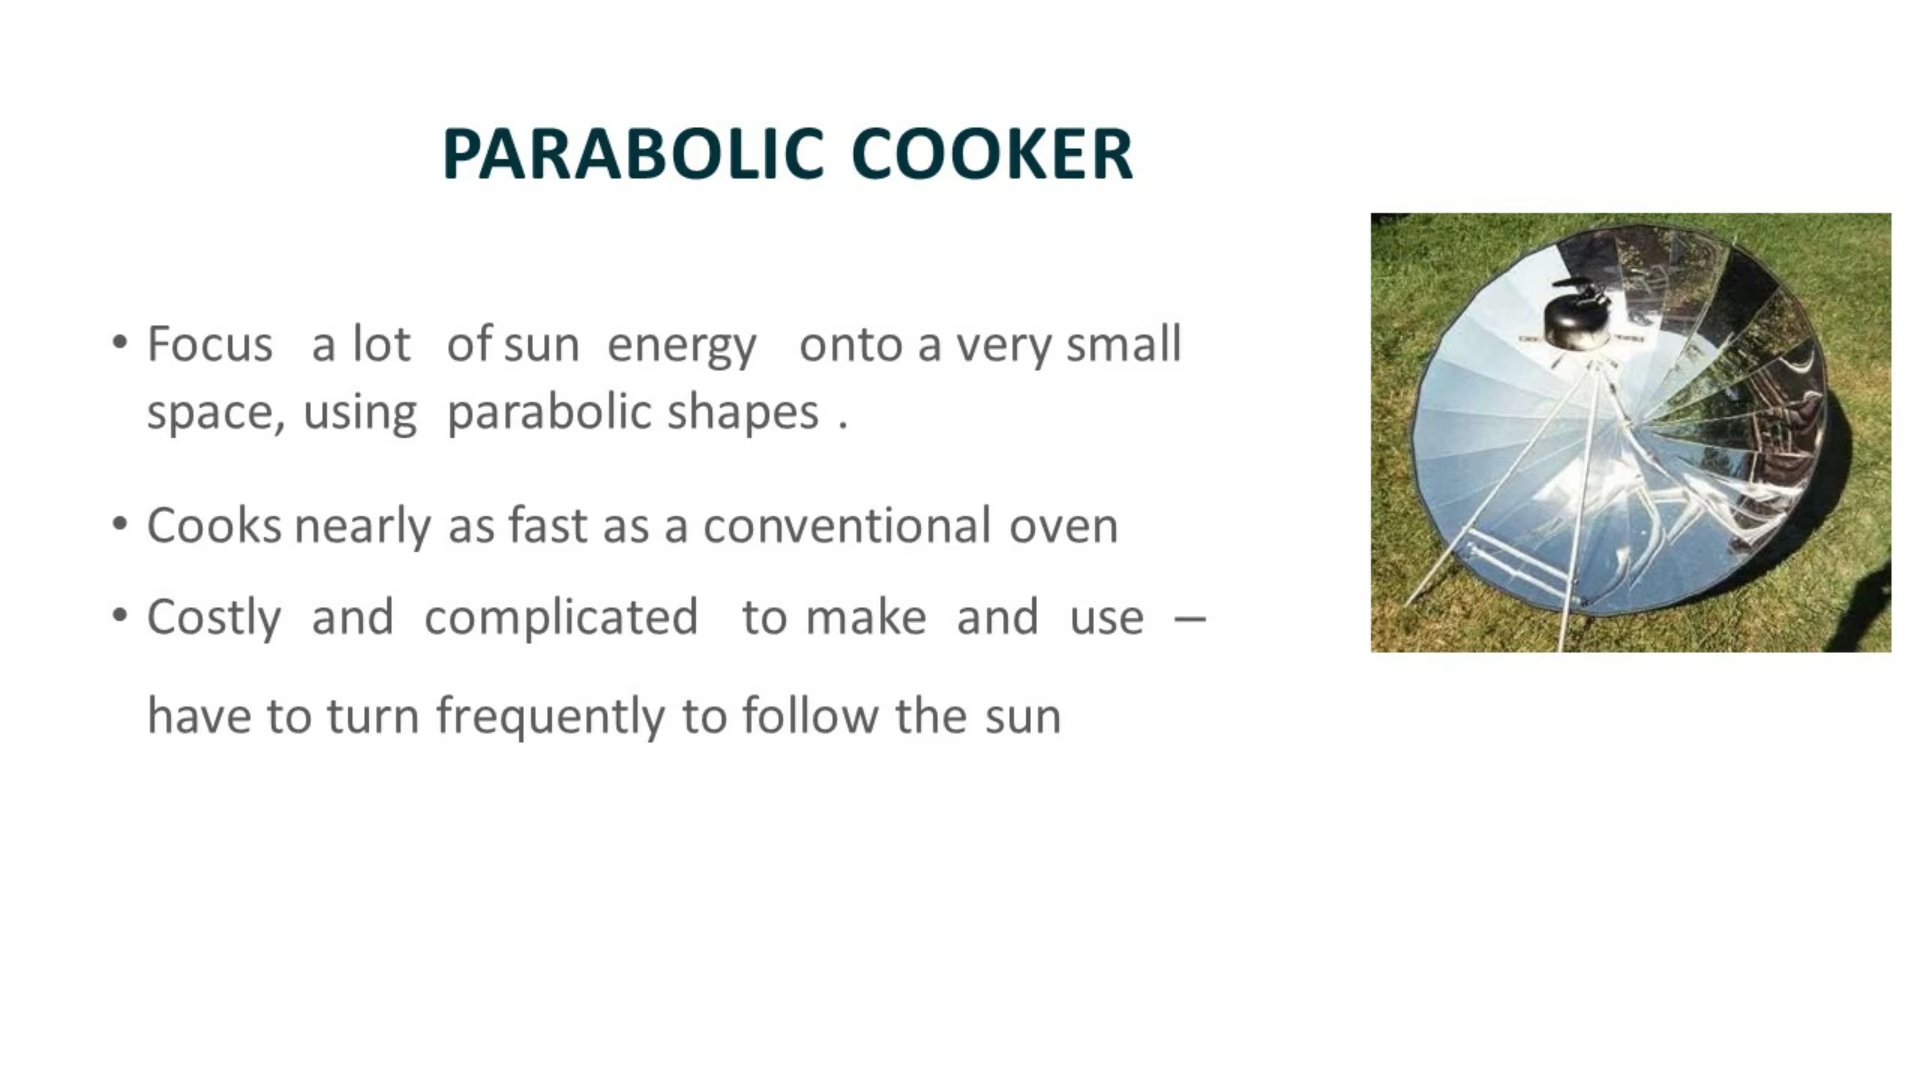 PARABOLIC COOKER
• Focus a lot of sun energy onto a very small
space, using parabolic shapes .
• Cooks nearly as fast as a conventional oven
• Costly and complicated to make and use –
have to turn frequently to follow the sun